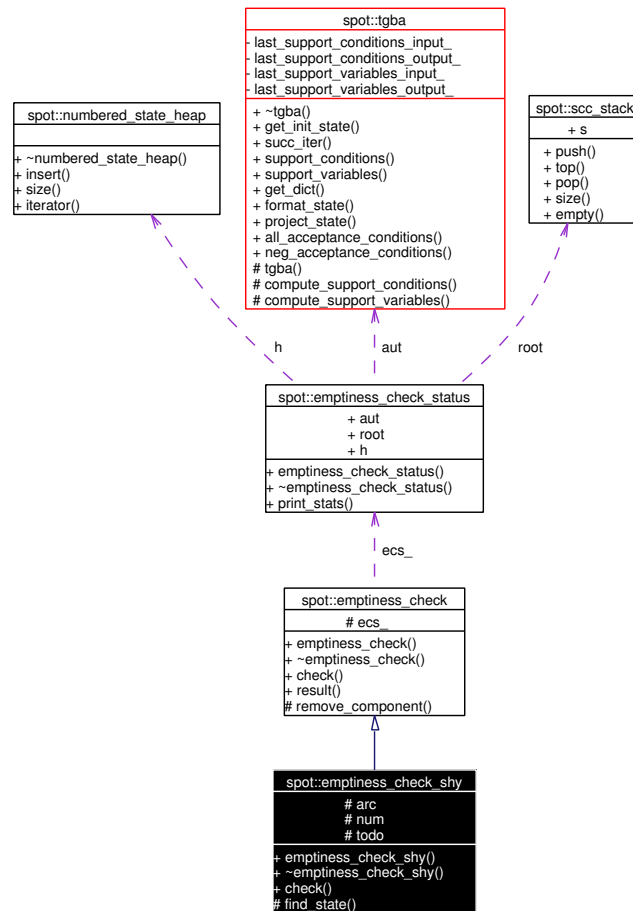 spot::tgba
- last_support_conditions_input_
- last_support_conditions_output_
- last_support_variables_input_
- last_support_variables_output_
+ ~tgba()
+ get_init_state()
+ succ_iter()
+ support_conditions()
+ support_variables()
+ get_dict()
+ format_state()
+ project_state()
+ all_acceptance_conditions()
+ neg_acceptance_conditions()
# tgba()
# compute_support_conditions()
# compute_support_variables()
spot::numbered_state_heap
+ ~numbered_state_heap()
+ insert()
+ size()
+ iterator()
spot::scc_stack
+ s
+ push()
+ top()
+ pop()
+ size()
+ empty()
h
aut
root
spot::emptiness_check_status
+ aut
+ root
+ h
+ emptiness_check_status()
+ ~emptiness_check_status()
+ print_stats()
ecs_
spot::emptiness_check
# ecs_
+ emptiness_check()
+ ~emptiness_check()
+ check()
+ result()
# remove_component()
spot::emptiness_check_shy
# arc
# num
# todo
+ emptiness_check_shy()
+ ~emptiness_check_shy()
+ check()
# find_state()